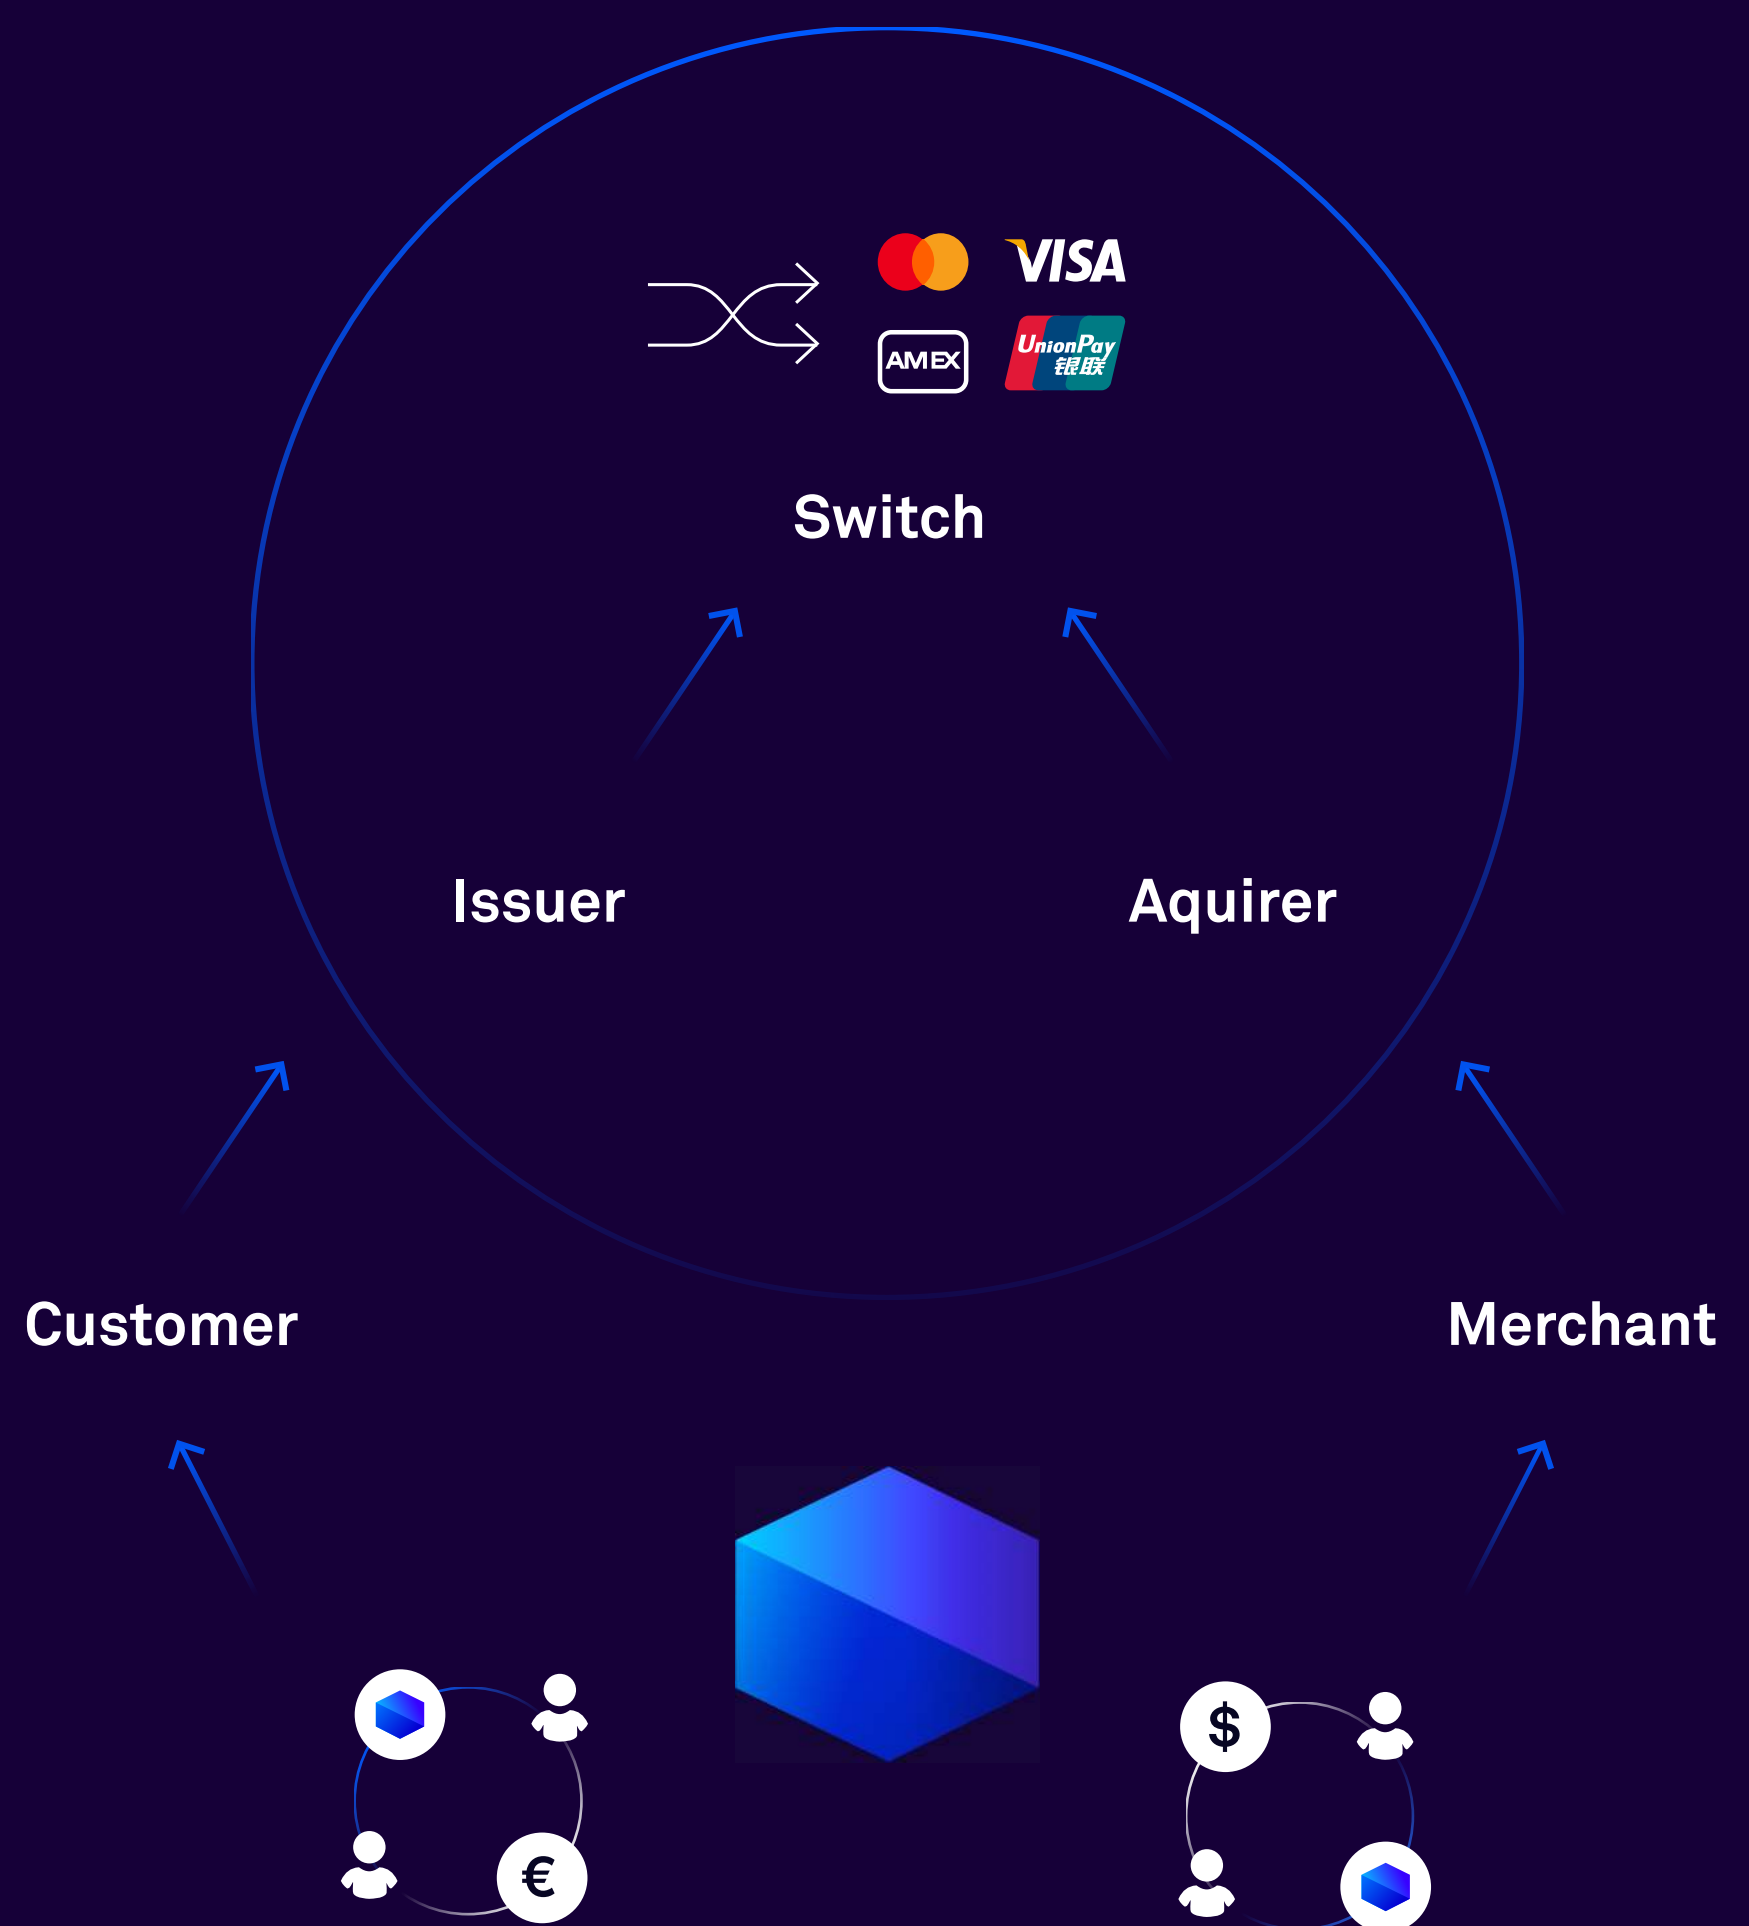 VISA
AMEX
UnionPay
银联
Switch
Issuer
Aquirer
Customer
Merchant
$
€